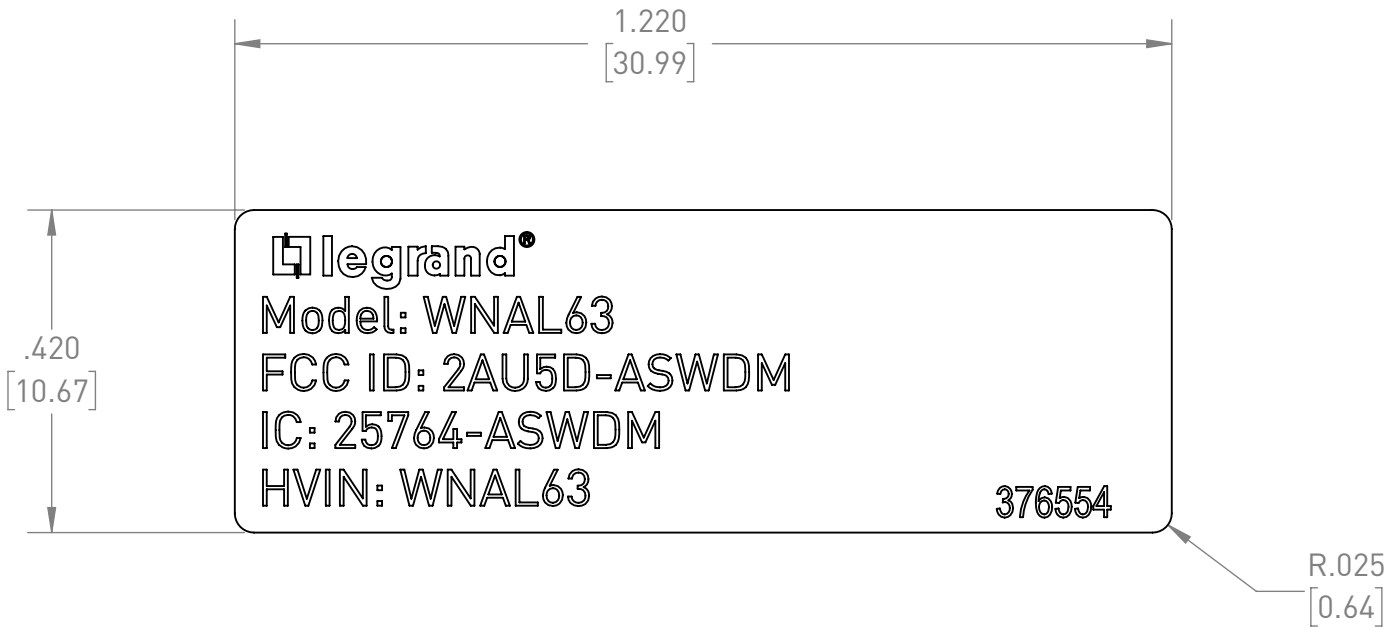 1.220
[30.99]
legrand®
Model: WNAL63
FCC ID: 2AU5D-ASWDM
.420
[10.67]
IC: 25764-ASWDM
HVIN: WNAL63
376554
R.025
[0.64]